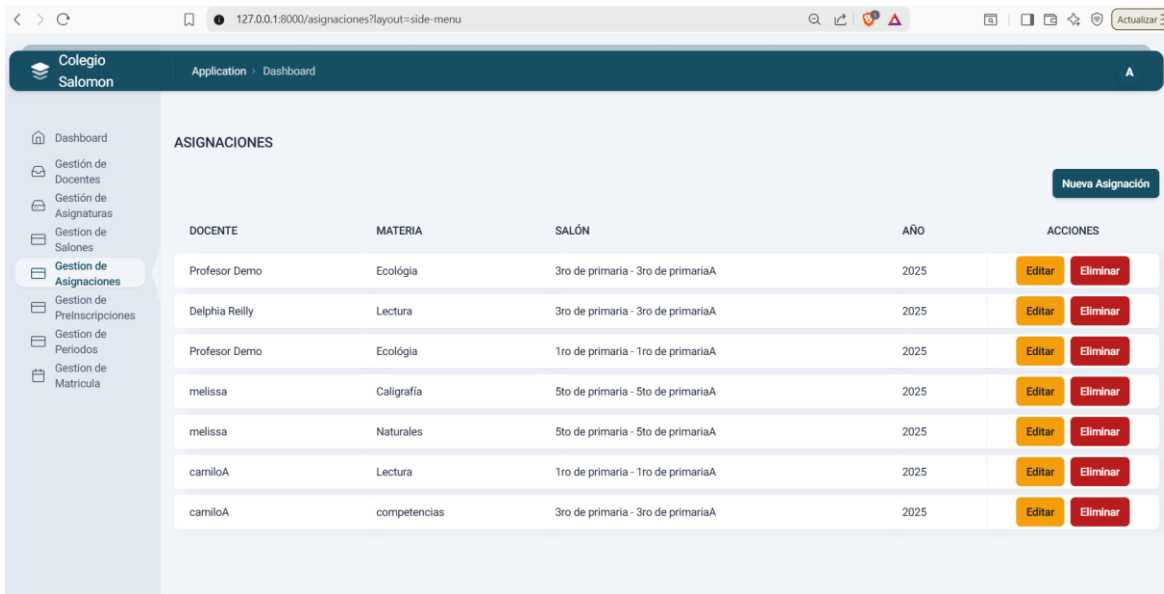 127.0.0.1:8000/asignaciones?layout=side-menu
Actualizar
Colegio
Salomon
Application > Dashboard
A
Dashboard
Gestión de
Docentes
Gestión de
Asignaturas
Gestion de
Salones
Gestion de
Asignaciones
Gestion de
PreInscripciones
Gestion de
Periodos
Gestion de
Matricula
ASIGNACIONES
Nueva Asignación
DOCENTE MATERIA SALÓN AÑO ACCIONES
Profesor Demo Ecológia 3ro de primaria - 3ro de primariaA 2025 Editar Eliminar
Delphia Reilly Lectura 3ro de primaria - 3ro de primariaA 2025 Editar Eliminar
Profesor Demo Ecológia 1ro de primaria - 1ro de primariaA 2025 Editar Eliminar
melissa Caligrafía 5to de primaria - 5to de primariaA 2025 Editar Eliminar
melissa Naturales 5to de primaria - 5to de primariaA 2025 Editar Eliminar
camiloA Lectura 1ro de primaria - 1ro de primariaA 2025 Editar Eliminar
camiloA competencias 3ro de primaria - 3ro de primariaA 2025 Editar Eliminar